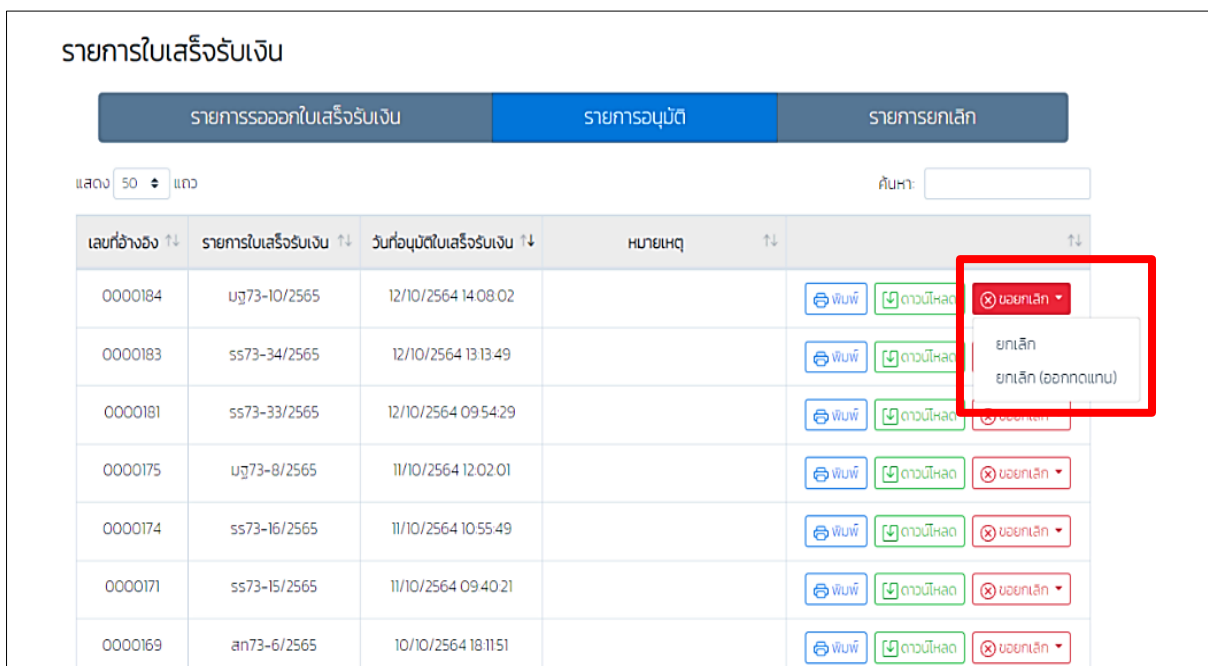 รายการใบเสร็จรับเงิน
รายการรอออกใบเสร็จรับเงิน รายการอนุมัติ รายการยกเลิก
แสดง 50 แถว ค้นหา:
เลขที่อ้างอิง รายการใบเสร็จรับเงิน วันที่อนุมัติใบเสร็จรับเงิน หมายเหตุ
0000184 มฐ73-10/2565 12/10/2564 14:08:02 พิมพ์ ดาวน์โหลด ขอยกเลิก
ยกเลิก
0000183 รร73-34/2565 12/10/2564 13:13:49 พิมพ์ ดาวน์โหลด
ยกเลิก (ออกทดแทน)
0000181 รร73-33/2565 12/10/2564 09:54:29 พิมพ์ ดาวน์โหลด ขอยกเลิก
0000175 มฐ73-8/2565 11/10/2564 12:02:01 พิมพ์ ดาวน์โหลด ขอยกเลิก
0000174 รร73-16/2565 11/10/2564 10:55:49 พิมพ์ ดาวน์โหลด ขอยกเลิก
0000171 รร73-15/2565 11/10/2564 09:40:21 พิมพ์ ดาวน์โหลด ขอยกเลิก
0000169 สท73-6/2565 10/10/2564 18:11:51 พิมพ์ ดาวน์โหลด ขอยกเลิก